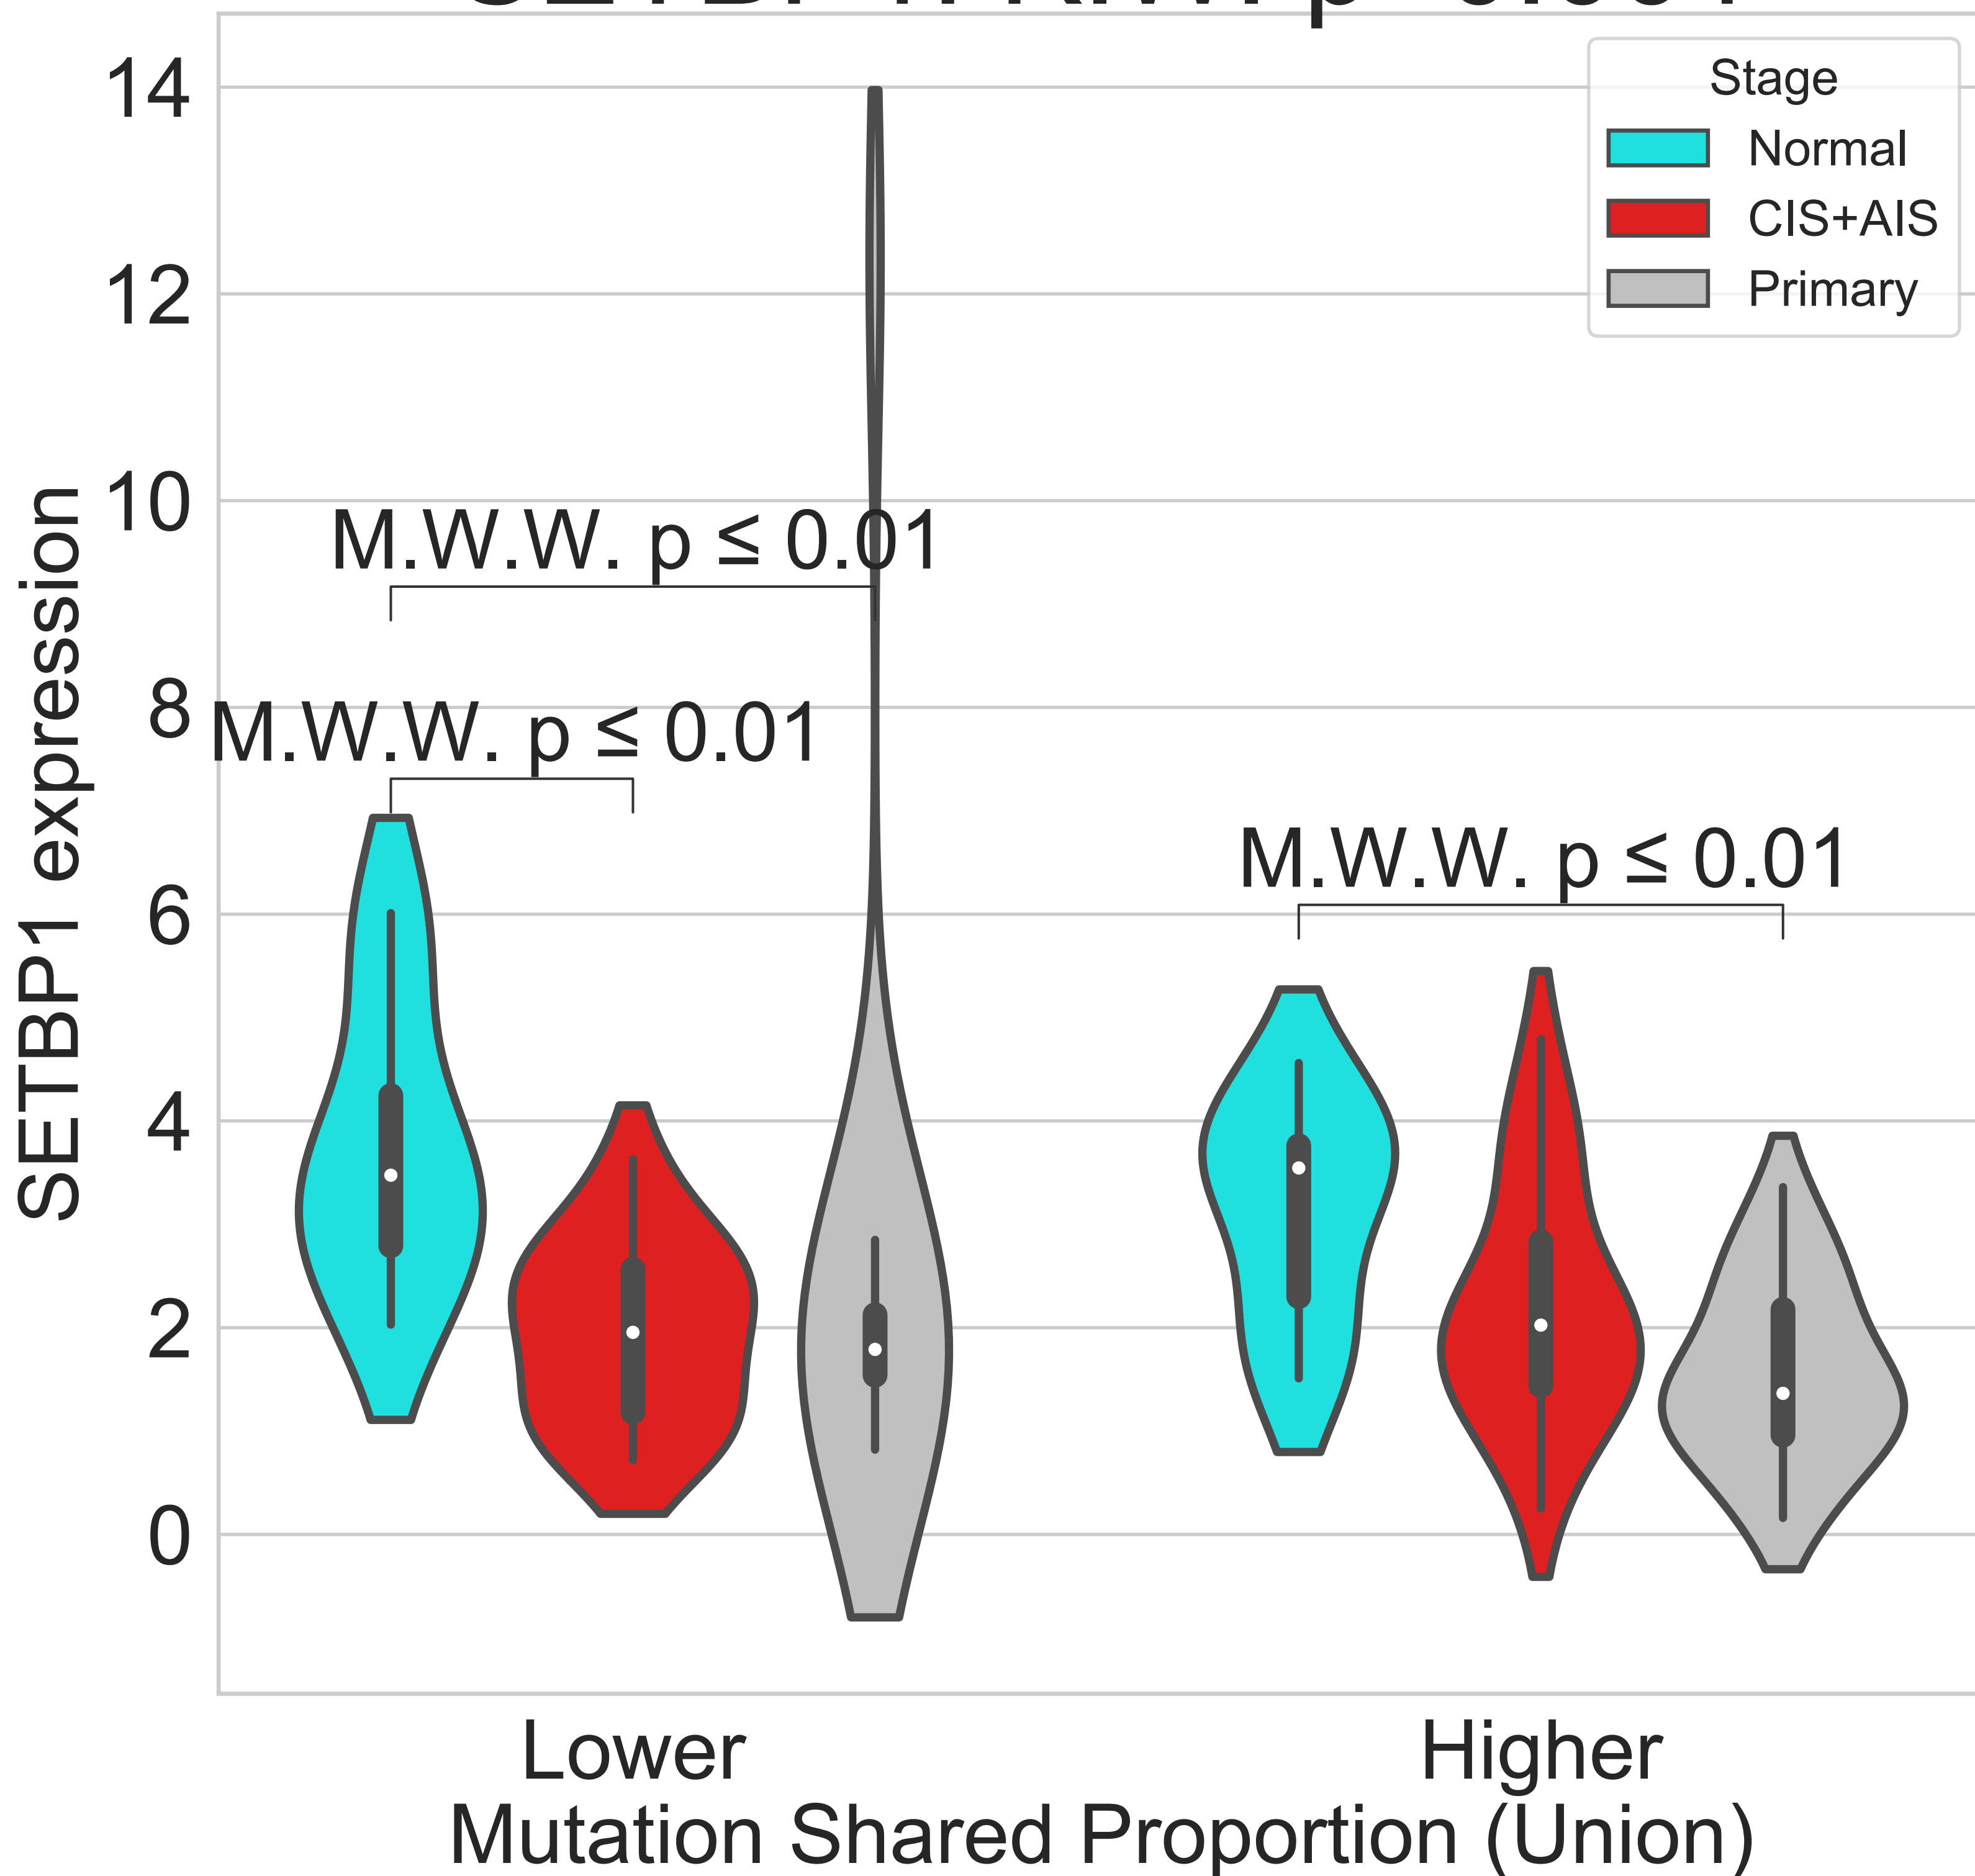 14
12
10
8
6
4
2
0
SETBP1 expression
Stage
Normal
CIS+AIS
Primary
M.W.W. p ≤ 0.01
M.W.W. p ≤ 0.01
M.W.W. p ≤ 0.01
Lower
Higher
Mutation Shared Proportion (Union)